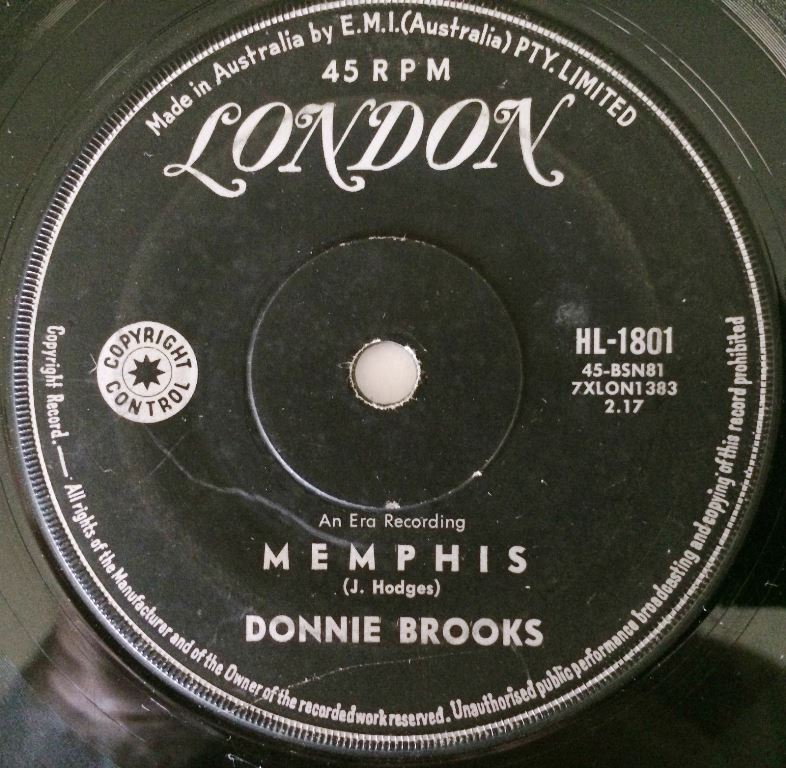 Made in Australia by E.M.I.(Australia) PTY. LIMITED
45 RPM
LONDON
COPYRIGHT CONTROL
HL-1801
45-BSN81
7XLON1383
2.17
An Era Recording
MEMPHIS
(J. Hodges)
DONNIE BROOKS
Copyright Record.— All rights of the Manufacturer and of the Owner of the recorded work reserved. Unauthorised public performance broadcasting and copying of this record prohibited